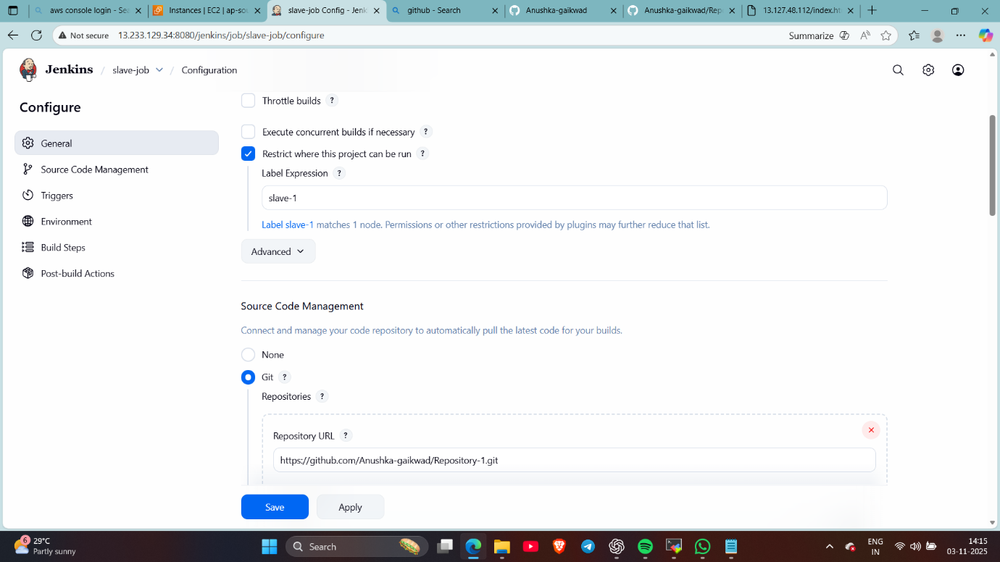 aws console login - Sea
Instances | EC2 | ap-sou
slave-job Config - Jenk
github - Search
Anushka-gaikwad
Anushka-gaikwad/Repo
13.127.48.112/index.ht
Not secure
13.233.129.34:8080/jenkins/job/slave-job/configure
Summarize
Jenkins / slave-job / Configuration
Configure
General
Source Code Management
Triggers
Environment
Build Steps
Post-build Actions
Throttle builds ?
Execute concurrent builds if necessary ?
Restrict where this project can be run ?
Label Expression ?
slave-1
Label slave-1 matches 1 node. Permissions or other restrictions provided by plugins may further reduce that list.
Advanced
Source Code Management
Connect and manage your code repository to automatically pull the latest code for your builds.
None
Git ?
Repositories ?
Repository URL ?
https://github.com/Anushka-gaikwad/Repository-1.git
Save
Apply
6
29°C
Partly sunny
Search
ENG
IN
14:15
03-11-2025